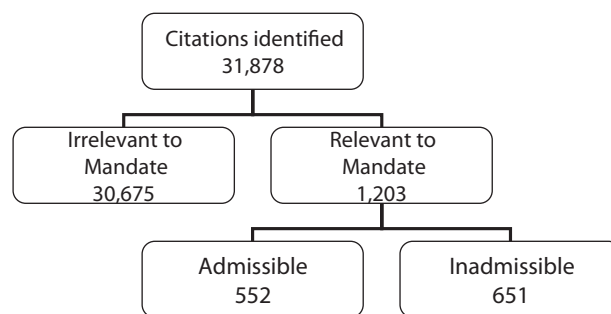 Citations identified
31,878
Irrelevant to
Mandate
30,675
Relevant to
Mandate
1,203
Admissible
552
Inadmissible
651